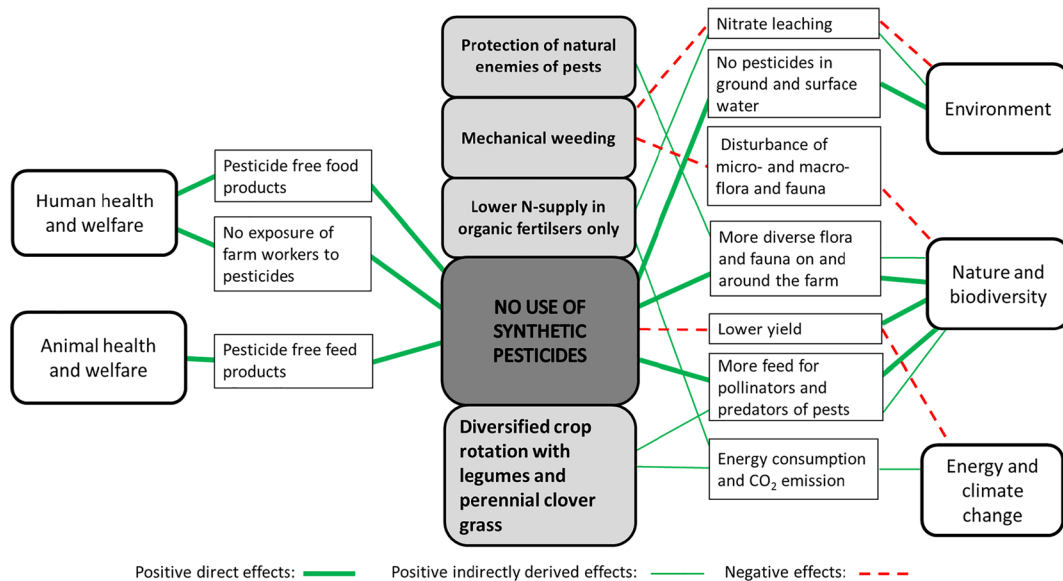 Human health
and welfare
Animal health
and welfare
Pesticide free food
products
No exposure of
farm workers to
pesticides
Pesticide free feed
products
Protection of natural
enemies of pests
Mechanical weeding
Lower N-supply in
organic fertilsers only
NO USE OF
SYNTHETIC
PESTICIDES
Diversified crop
rotation with
legumes and
perennial clover
grass
Nitrate leaching
No pesticides in
ground and surface
water
Disturbance of
micro- and macro-
flora and fauna
More diverse flora
and fauna on and
around the farm
Lower yield
More feed for
pollinators and
predators of pests
Energy consumption
and CO₂ emission
Environment
Nature and
biodiversity
Energy and
climate
change
Positive direct effects:
Positive indirectly derived effects:
Negative effects: